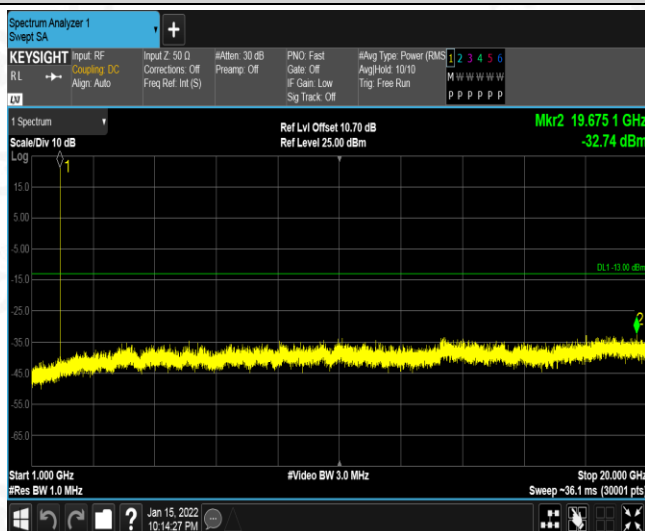 Spectrum Analyzer 1
Swept SA
+
KEYSIGHT
RL
LXI
Input: RF
Coupling: DC
Align: Auto
Input Z: 50 Ω
Corrections: Off
Freq Ref: Int (S)
#Atten: 30 dB
Preamp: Off
PNO: Fast
Gate: Off
IF Gain: Low
Sig Track: Off
#Avg Type: Power (RMS
Avg|Hold: 10/10
Trig: Free Run
1 2 3 4 5 6
M W W W W W
P P P P P P
1 Spectrum
Scale/Div 10 dB
Log
Ref Lvl Offset 10.70 dB
Ref Level 25.00 dBm
Mkr2 19.675 1 GHz
-32.74 dBm
1
15.0
5.00
-5.00
DL1 -13.00 dBm
-15.0
-25.0
2
-35.0
-45.0
-55.0
-65.0
Start 1.000 GHz
#Res BW 1.0 MHz
#Video BW 3.0 MHz
Stop 20.000 GHz
Sweep ~36.1 ms (30001 pts)
?
Jan 15, 2022
10:14:27 PM